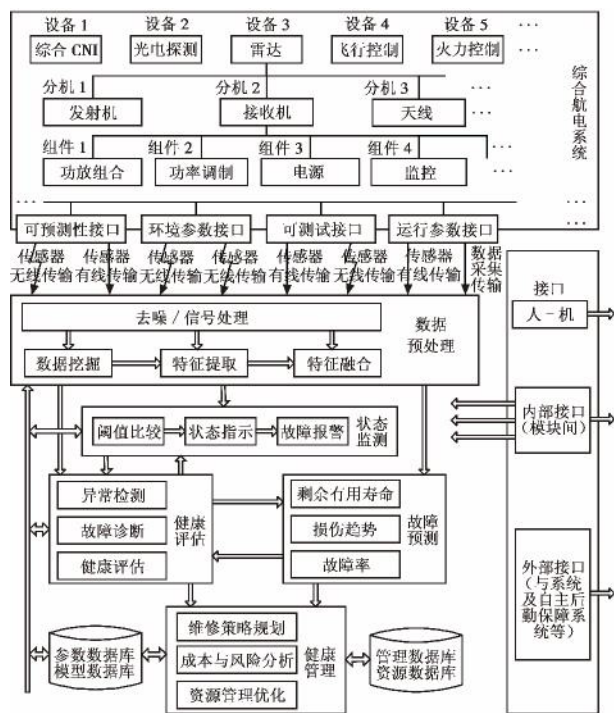 设备 1 设备 2 设备 3 设备 4 设备 5
综合 CNI 光电探测 雷达 飞行控制 火力控制 ···
分机 1 分机 2 分机 3 ···
发射机 接收机 天线 ···
组件 1 组件 2 组件 3 组件 4 ···
功放组合 功率调制 电源 监控
综合航电系统
··· ···
可预测性接口 环境参数接口 可测试接口 运行参数接口
传感器 传感器 传感器 传感器 传感器 传感器 传感器 数据
无线传输 有线传输 无线传输 无线传输 有线传输 无线传输 有线传输 采集
传输
去噪/信号处理
数据
预处理
数据挖掘 特征提取 特征融合
接口
人-机
内部接口
(模块间)
外部接口
(与系统
及自主后
勤保障系
统等)
阈值比较 状态指示 故障报警
状态
监测
异常检测
故障诊断
健康评估
健康
评估
剩余有用寿命
损伤趋势
故障率
故障
预测
维修策略规划
成本与风险分析
资源管理优化
健康
管理
参数数据库
模型数据库
管理数据库
资源数据库